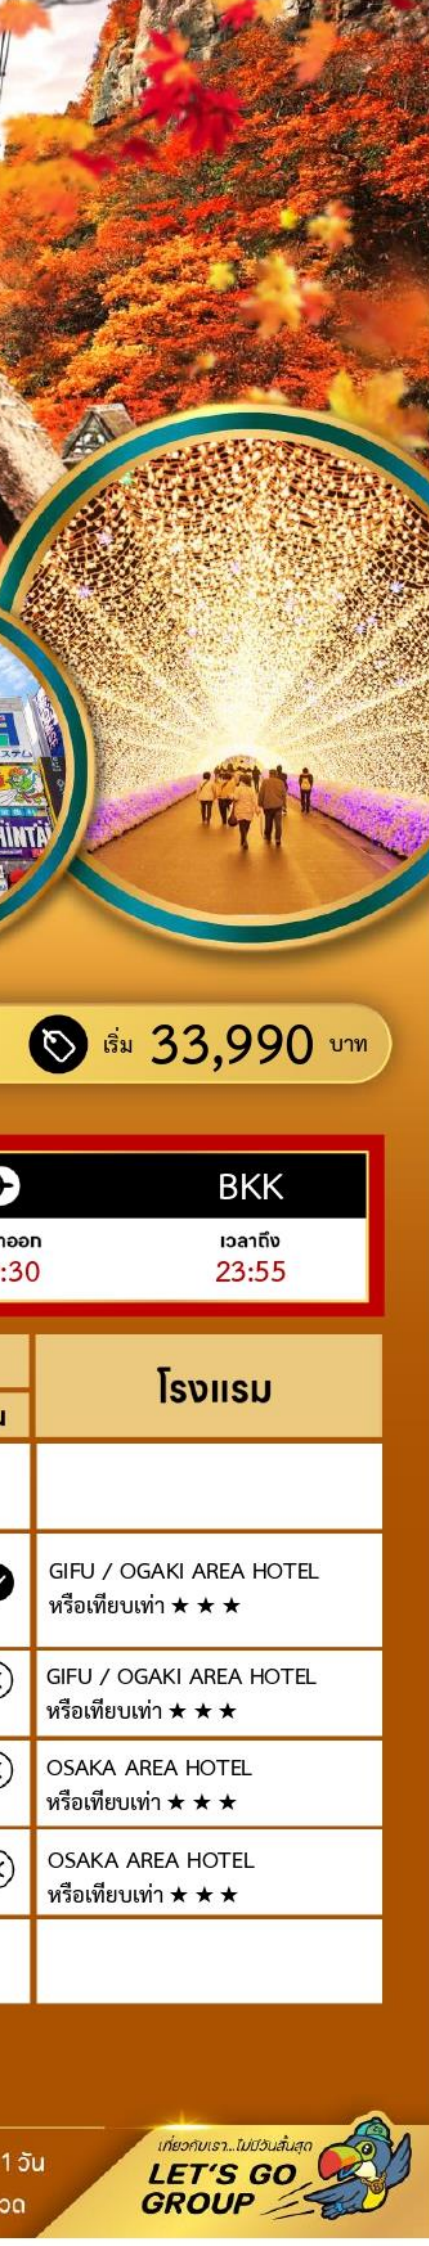 HINTA
เริ่ม 33,990 บาท
BKK
เวลาถึง
:30 23:55
โรงแรม
GIFU / OGAKI AREA HOTEL
หรือเทียบเท่า ★ ★ ★
GIFU / OGAKI AREA HOTEL
หรือเทียบเท่า ★ ★ ★
OSAKA AREA HOTEL
หรือเทียบเท่า ★ ★ ★
OSAKA AREA HOTEL
หรือเทียบเท่า ★ ★ ★
เที่ยวกับเรา...ไม่มีวันสิ้นสุด
1 วัน
LET'S GO
GROUP